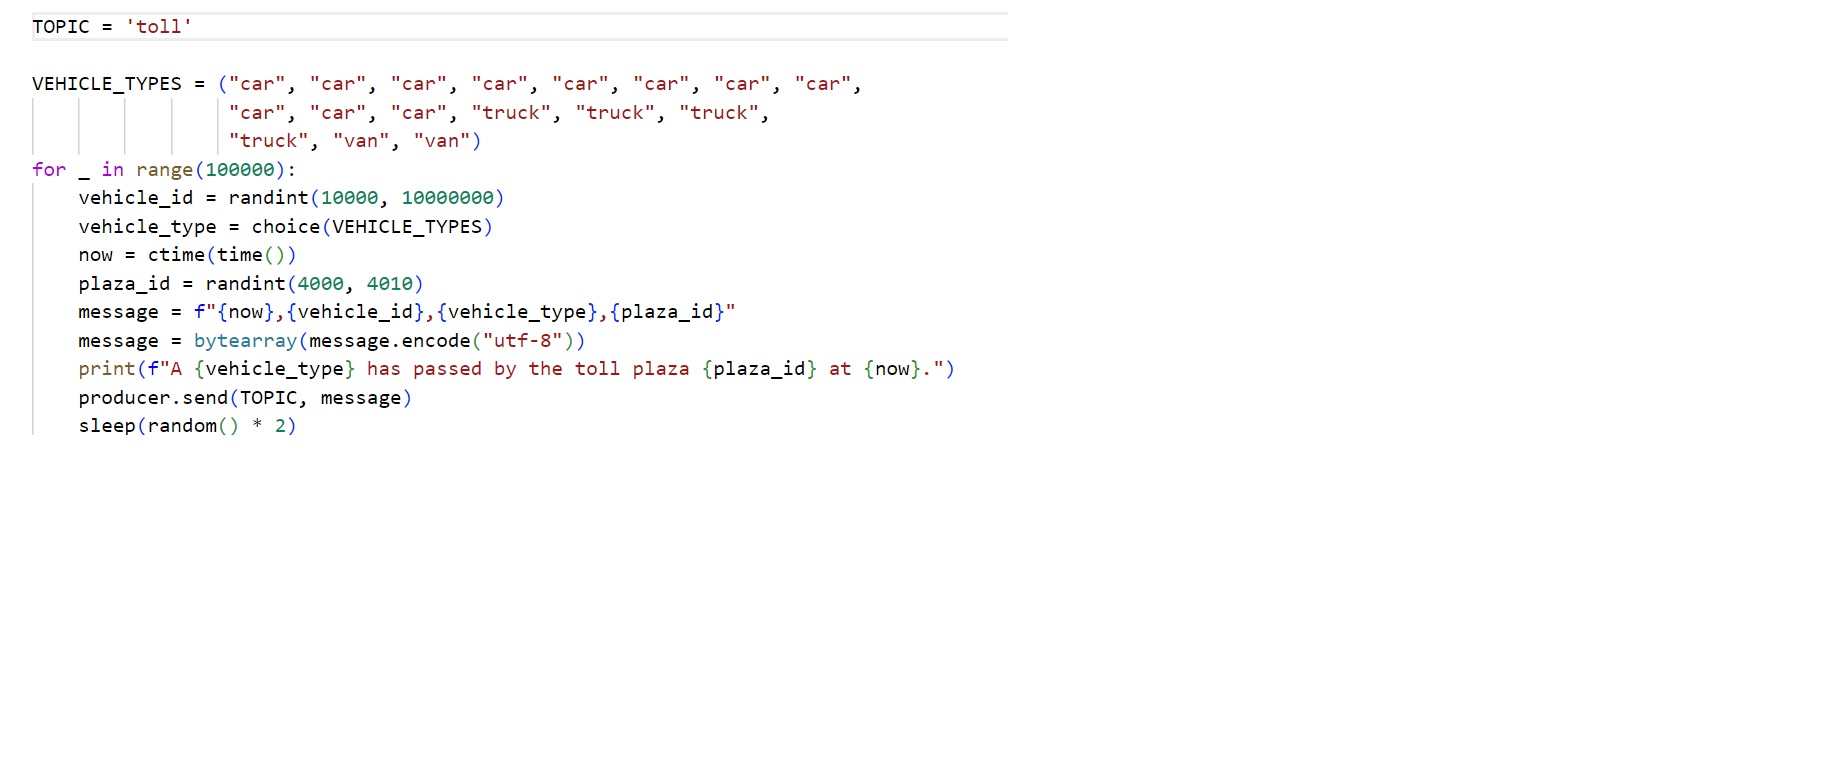 TOPIC = 'toll'
VEHICLE_TYPES = ("car", "car", "car", "car", "car", "car", "car", "car",
"car", "car", "car", "truck", "truck", "truck",
"truck", "van", "van")
for _ in range(100000):
vehicle_id = randint(10000, 10000000)
vehicle_type = choice(VEHICLE_TYPES)
now = ctime(time())
plaza_id = randint(4000, 4010)
message = f"{now},{vehicle_id},{vehicle_type},{plaza_id}"
message = bytearray(message.encode("utf-8"))
print(f"A {vehicle_type} has passed by the toll plaza {plaza_id} at {now}.")
producer.send(TOPIC, message)
sleep(random() * 2)